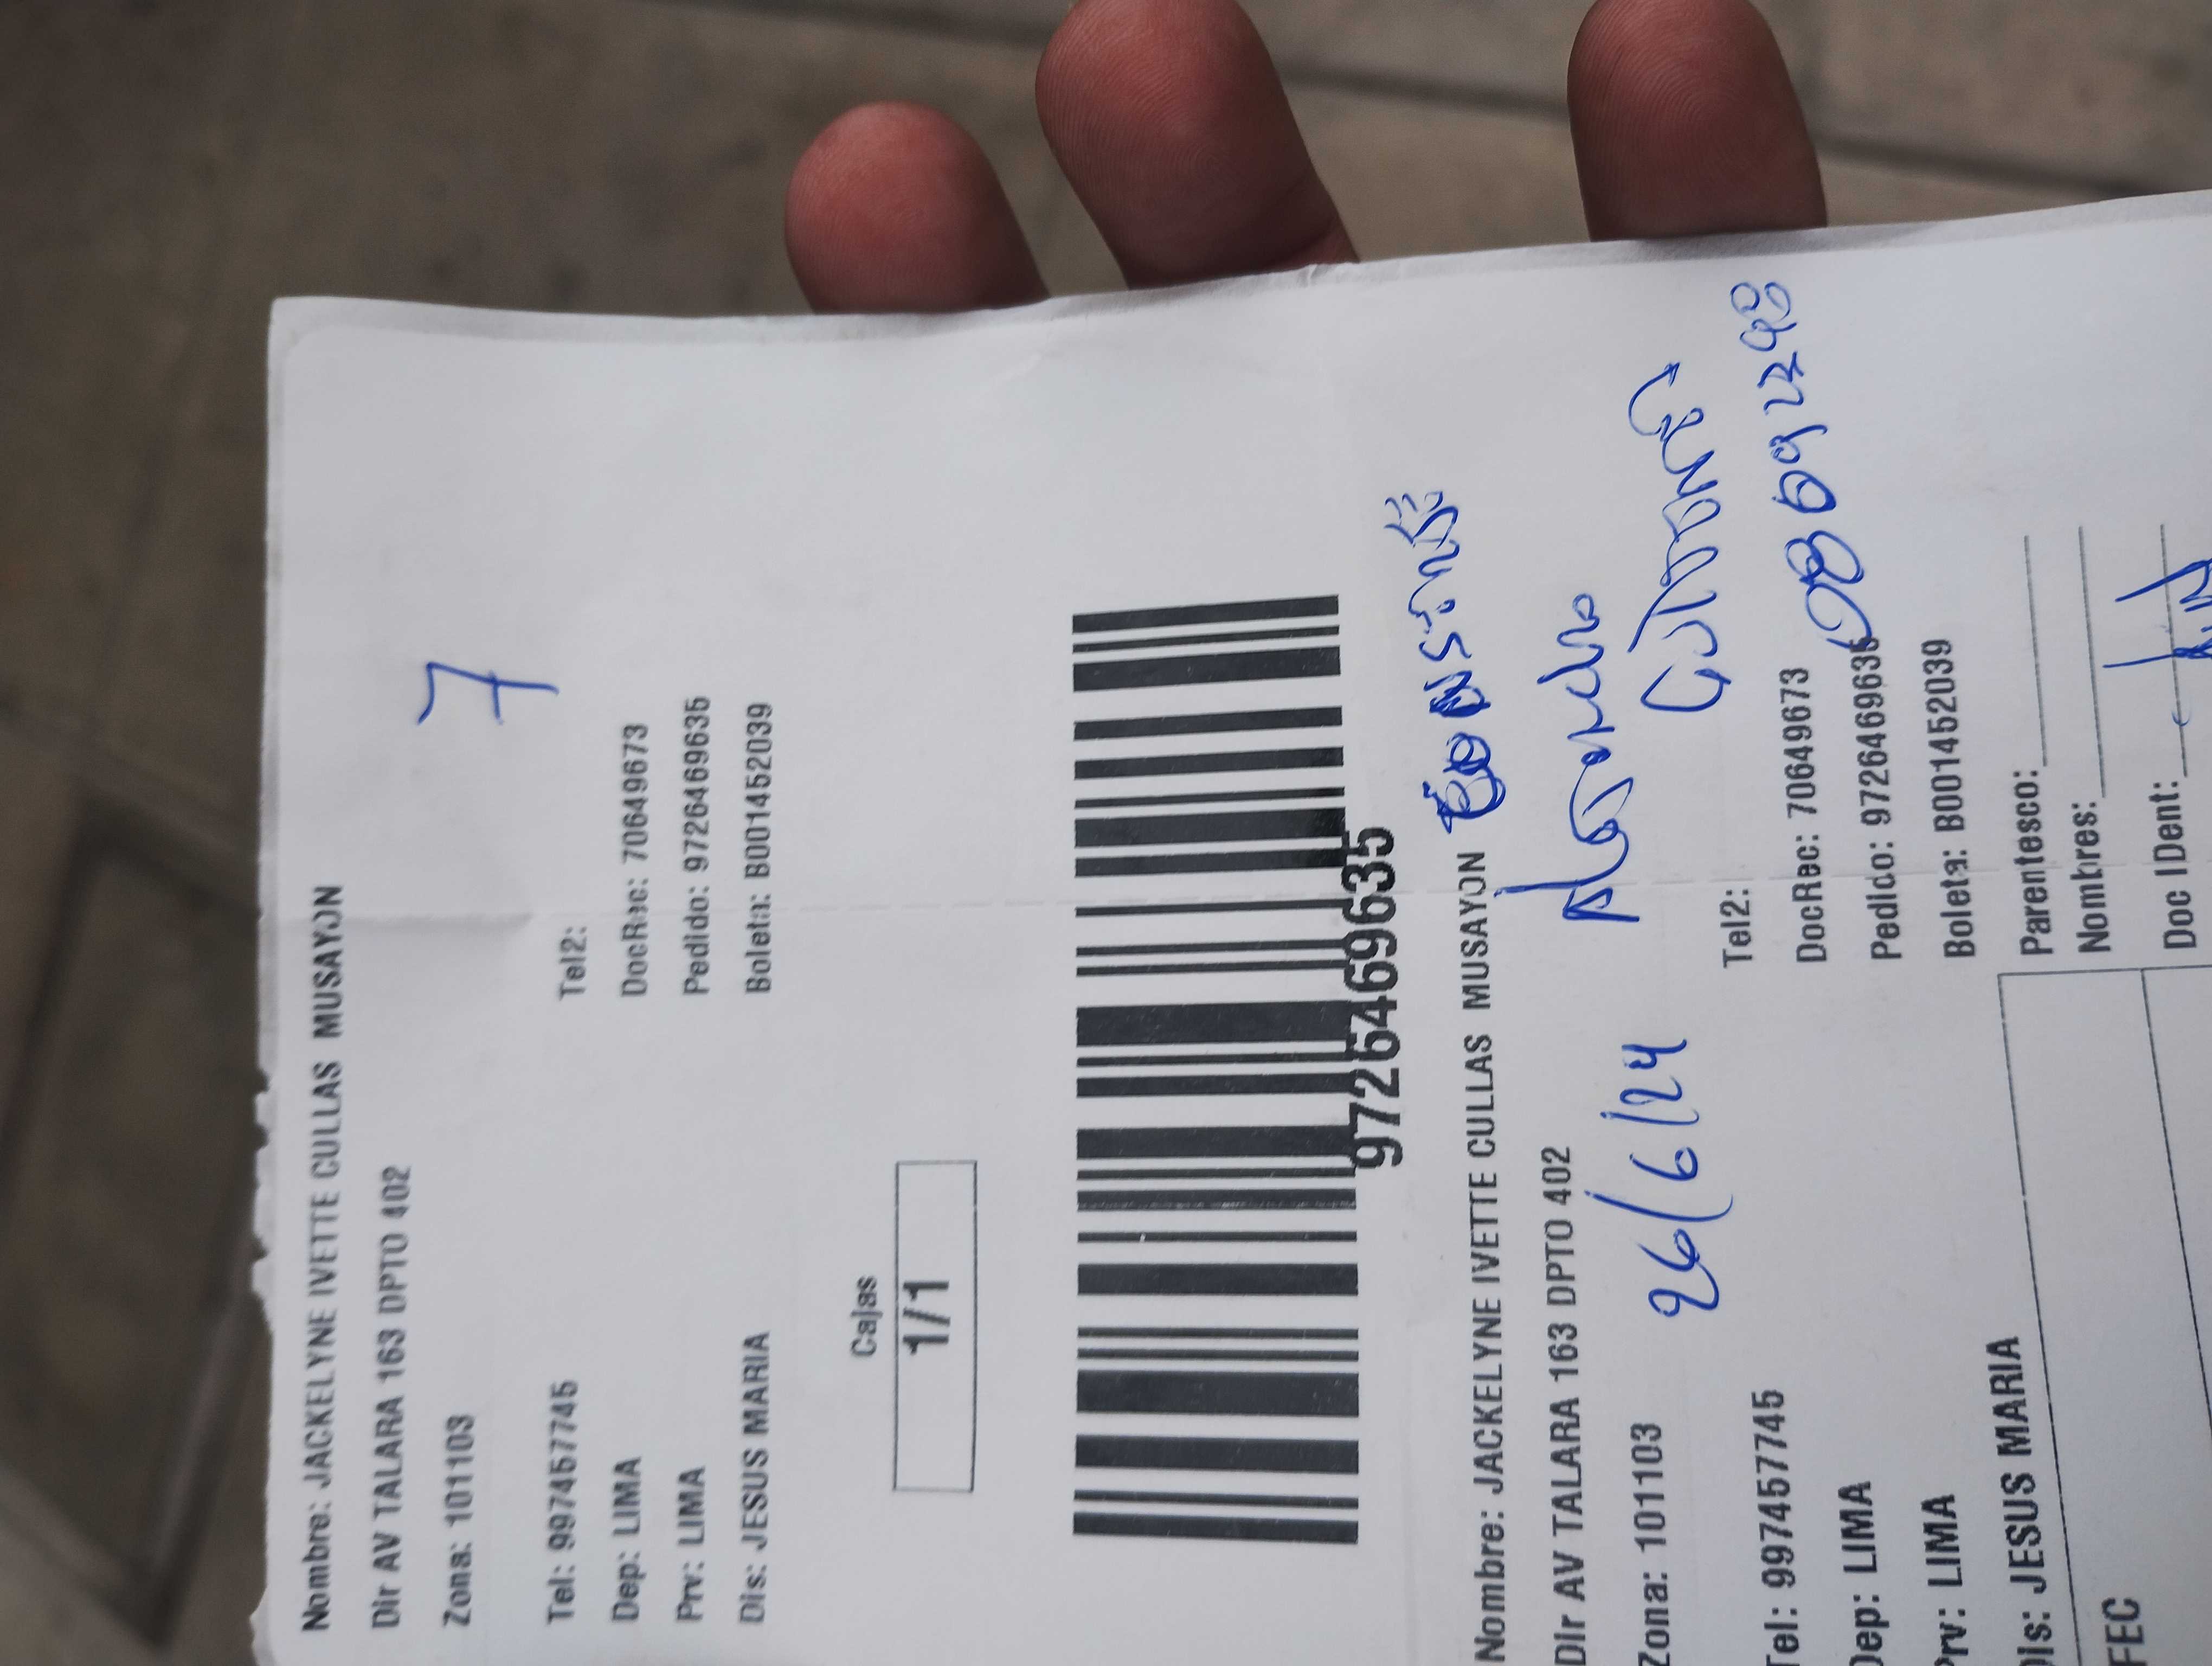 Nombre: JACKELYNE IVETTE CULLAS MUSAYON
Dir AV TALARA 163 DPTO 402
7
Zona: 101103
Tel: 997457745 Tel2:
Dep: LIMA DocRec: 70649673
Prv: LIMA Pedido: 97264696​35
Dis: JESUS MARIA Boleta: B001452039
Cajas
1/1
9726469635
Nombre: JACKELYNE IVETTE CULLAS MUSAYON
Dir AV TALARA 163 DPTO 402
Zona: 101103 26/6/24
Tel: 997457745 Tel2:
Dep: LIMA DocRec: 70649673
Prv: LIMA Pedido: 9726469635
Dis: JESUS MARIA Boleta: B001452039
Parentesco:
Nombres:
FEC Doc IDent: